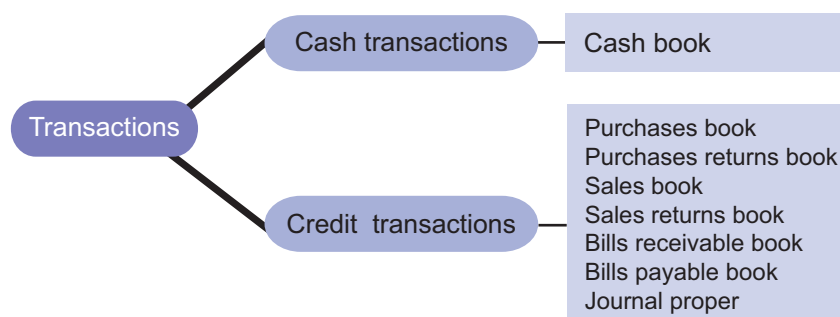 Cash transactions
Cash book
Transactions
Purchases book
Purchases returns book
Sales book
Sales returns book
Bills receivable book
Bills payable book
Journal proper
Credit transactions